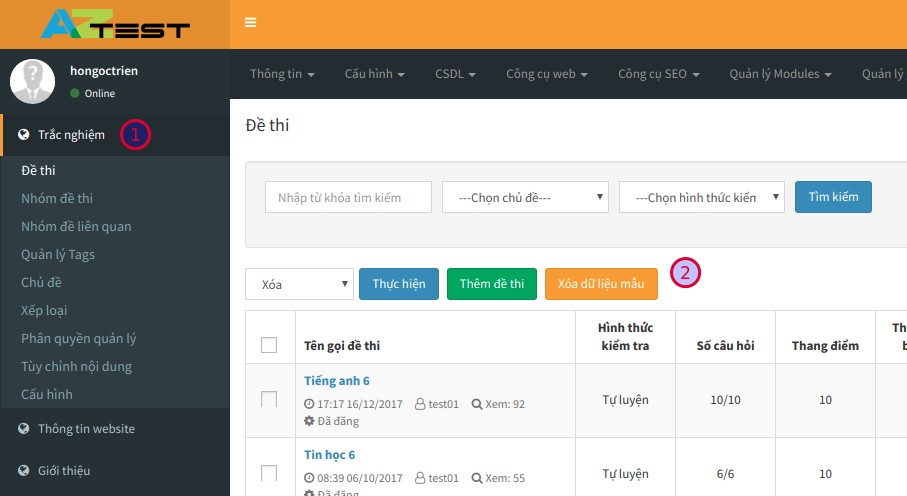 AZTEST
hongoctrien
Online
Thông tin
Cấu hình
CSDL
Công cụ web
Công cụ SEO
Quản lý Modules
Quản lý
Trắc nghiệm
1
Đề thi
Nhóm đề thi
Nhóm đề liên quan
Quản lý Tags
Chủ đề
Xếp loại
Phân quyền quản lý
Tùy chỉnh nội dung
Cấu hình
Thông tin website
Giới thiệu
Đề thi
Nhập từ khóa tìm kiếm
---Chọn chủ đề---
---Chọn hình thức kiển
Tìm kiếm
Xóa
Thực hiện
Thêm đề thi
Xóa dữ liệu mẫu
2
Tên gọi đề thi
Hình thức
kiểm tra
Số câu hỏi
Thang điểm
Tiếng anh 6
17:17 16/12/2017 test01 Xem: 92
Đã đăng
Tự luyện
10/10
10
Tin học 6
08:39 06/10/2017 test01 Xem: 55
Đã đăng
Tự luyện
6/6
10